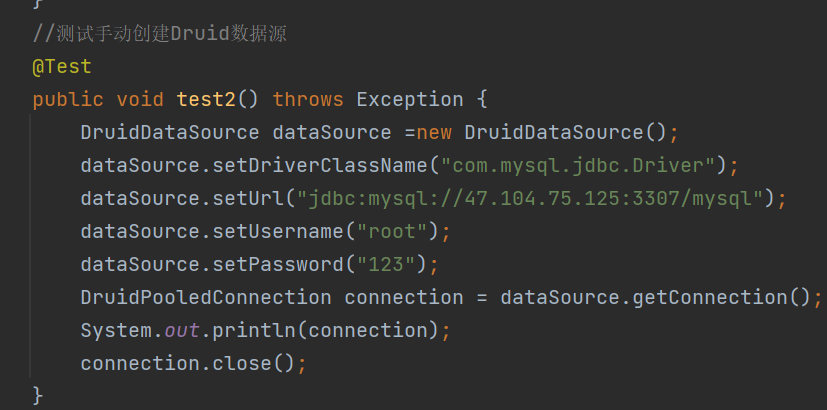 }
//测试手动创建Druid数据源
@Test
public void test2() throws Exception {
DruidDataSource dataSource =new DruidDataSource();
dataSource.setDriverClassName("com.mysql.jdbc.Driver");
dataSource.setUrl("jdbc:mysql://47.104.75.125:3307/mysql");
dataSource.setUsername("root");
dataSource.setPassword("123");
DruidPooledConnection connection = dataSource.getConnection();
System.out.println(connection);
connection.close();
}